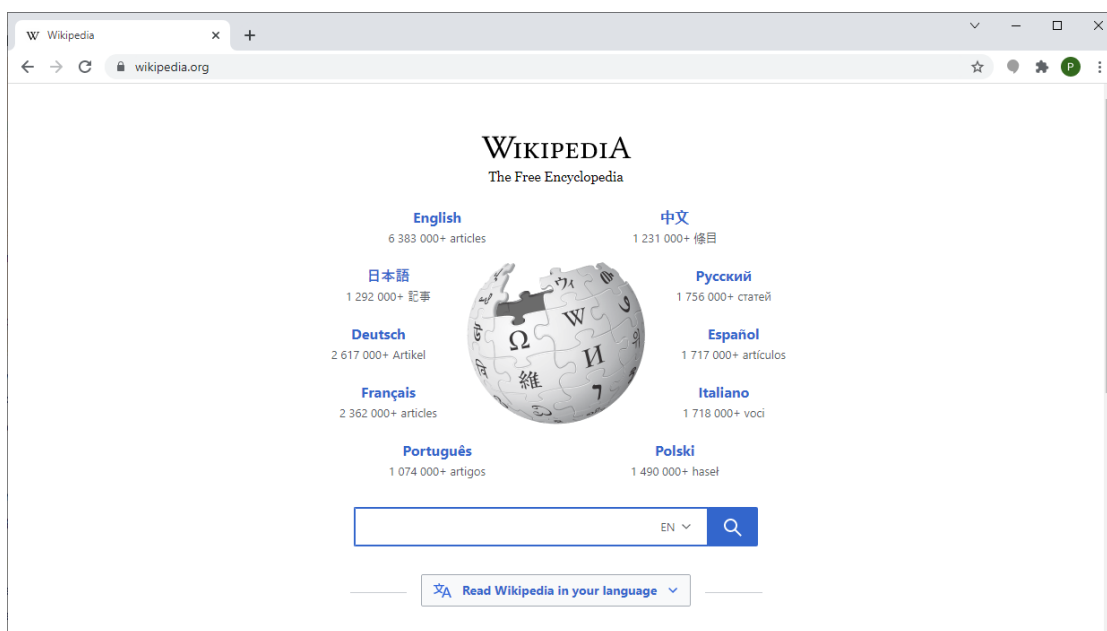 Wikipedia
wikipedia.org
P
WIKIPEDIA
The Free Encyclopedia
English
6 383 000+ articles
中文
1 231 000+ 條目
日本語
1 292 000+ 記事
Русский
1 756 000+ статей
Deutsch
2 617 000+ Artikel
Español
1 717 000+ artículos
Français
2 362 000+ articles
Italiano
1 718 000+ voci
Português
1 074 000+ artigos
Polski
1 490 000+ haseł
Ω
W
И
維
ウィ
EN
Read Wikipedia in your language